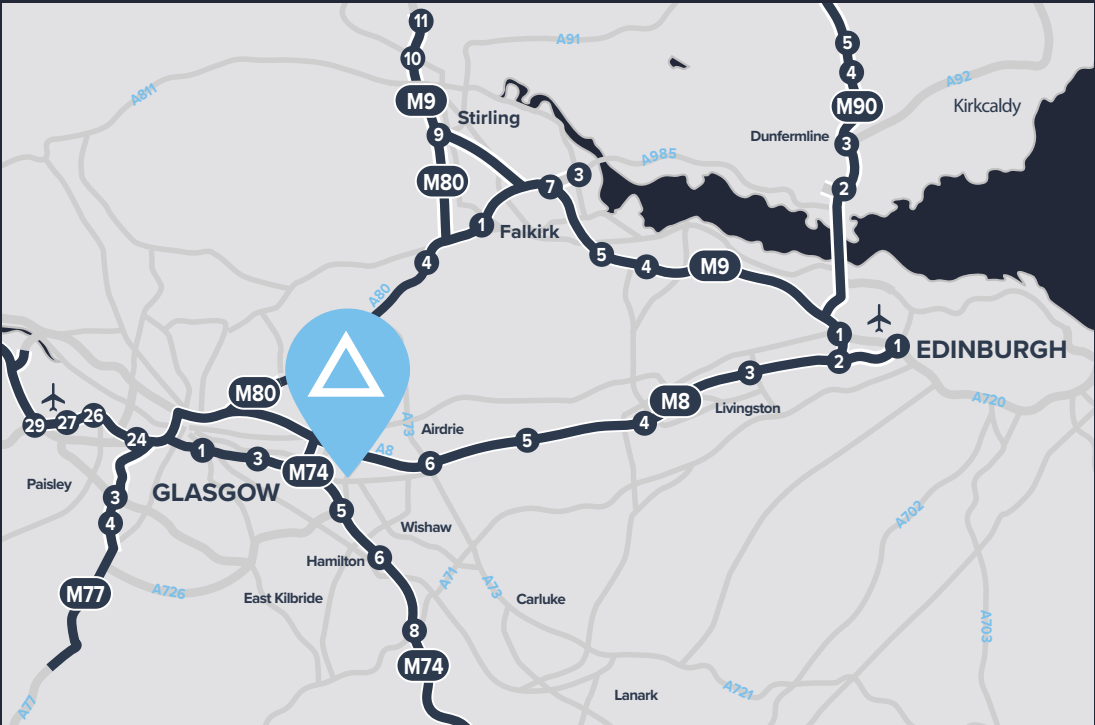 11
10
5
A91
4
A92
M9
A811
M90
Kirkcaldy
Stirling
9
Dunfermline
3
A985
M80
7
3
2
1
Falkirk
4
5
4
M9
A80
1
1
EDINBURGH
2
3
M80
M8
Livingston
A720
29
27
26
24
A73
Airdrie
4
5
1
3
A8
6
M74
Paisley
GLASGOW
3
4
5
A702
Wishaw
Hamilton
6
M77
A726
East Kilbride
A71
A73
Carluke
A703
8
M74
A77
Lanark
A721